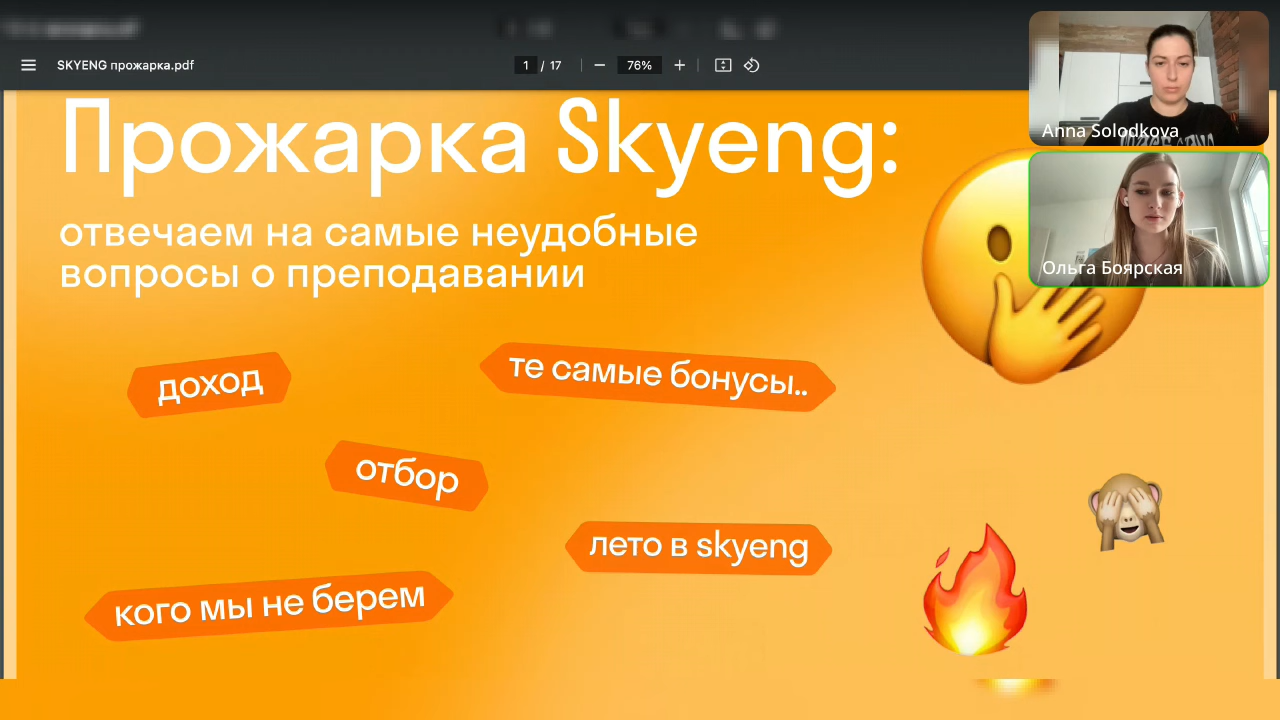 SKYENG прожарка.pdf
1 / 17
76%
Anna Solodkova
Ольга Боярская
Прожарка Skyeng:
отвечаем на самые неудобные
вопросы о преподавании
доход
те самые бонусы..
отбор
лето в skyeng
кого мы не берем